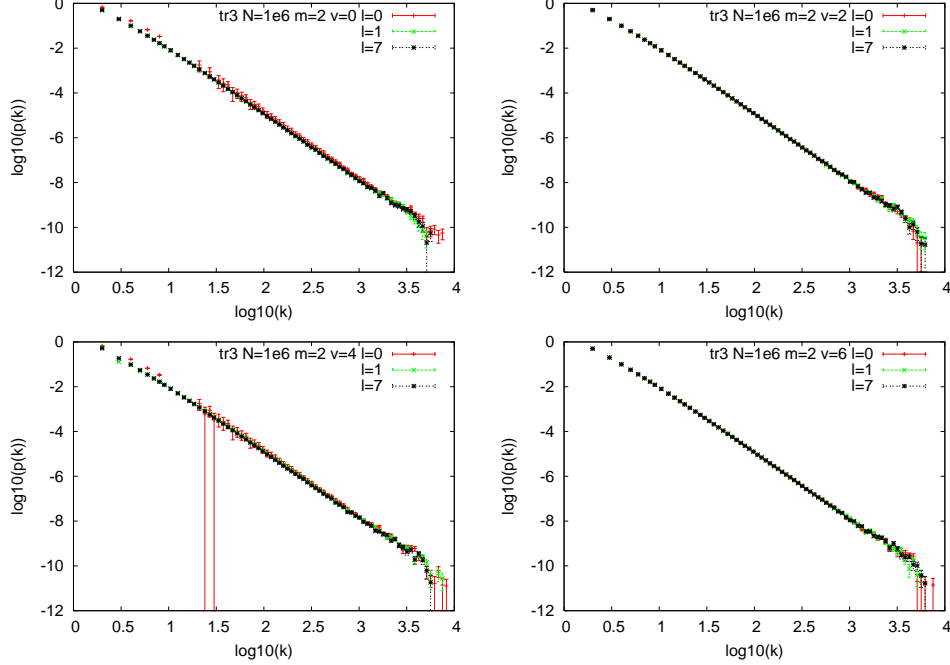 0
-2
-4
-6
-8
-10
-12
log10(p(k))
tr3 N=1e6 m=2 v=0 l=0
l=1
l=7
0 0.5 1 1.5 2 2.5 3 3.5 4
log10(k)
0
-2
-4
-6
-8
-10
-12
log10(p(k))
tr3 N=1e6 m=2 v=2 l=0
l=1
l=7
0 0.5 1 1.5 2 2.5 3 3.5 4
log10(k)
0
-2
-4
-6
-8
-10
-12
log10(p(k))
tr3 N=1e6 m=2 v=4 l=0
l=1
l=7
0 0.5 1 1.5 2 2.5 3 3.5 4
log10(k)
0
-2
-4
-6
-8
-10
-12
log10(p(k))
tr3 N=1e6 m=2 v=6 l=0
l=1
l=7
0 0.5 1 1.5 2 2.5 3 3.5 4
log10(k)